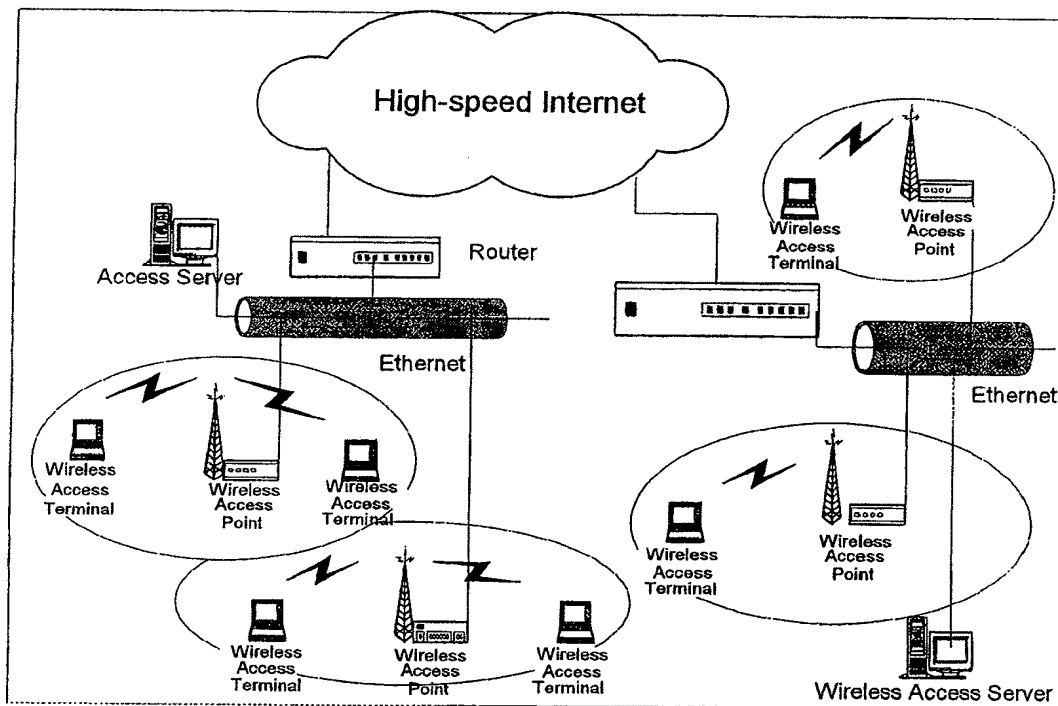 High-speed Internet
Wireless
Access
Point
Wireless
Access
Terminal
Access Server
Router
Ethernet
Ethernet
Wireless
Access
Terminal
Wireless
Access
Point
Wireless
Access
Terminal
Wireless
Access
Point
Wireless
Access
Terminal
Wireless
Access
Terminal
Wireless
Access
Point
Wireless
Access
Terminal
Wireless Access Server